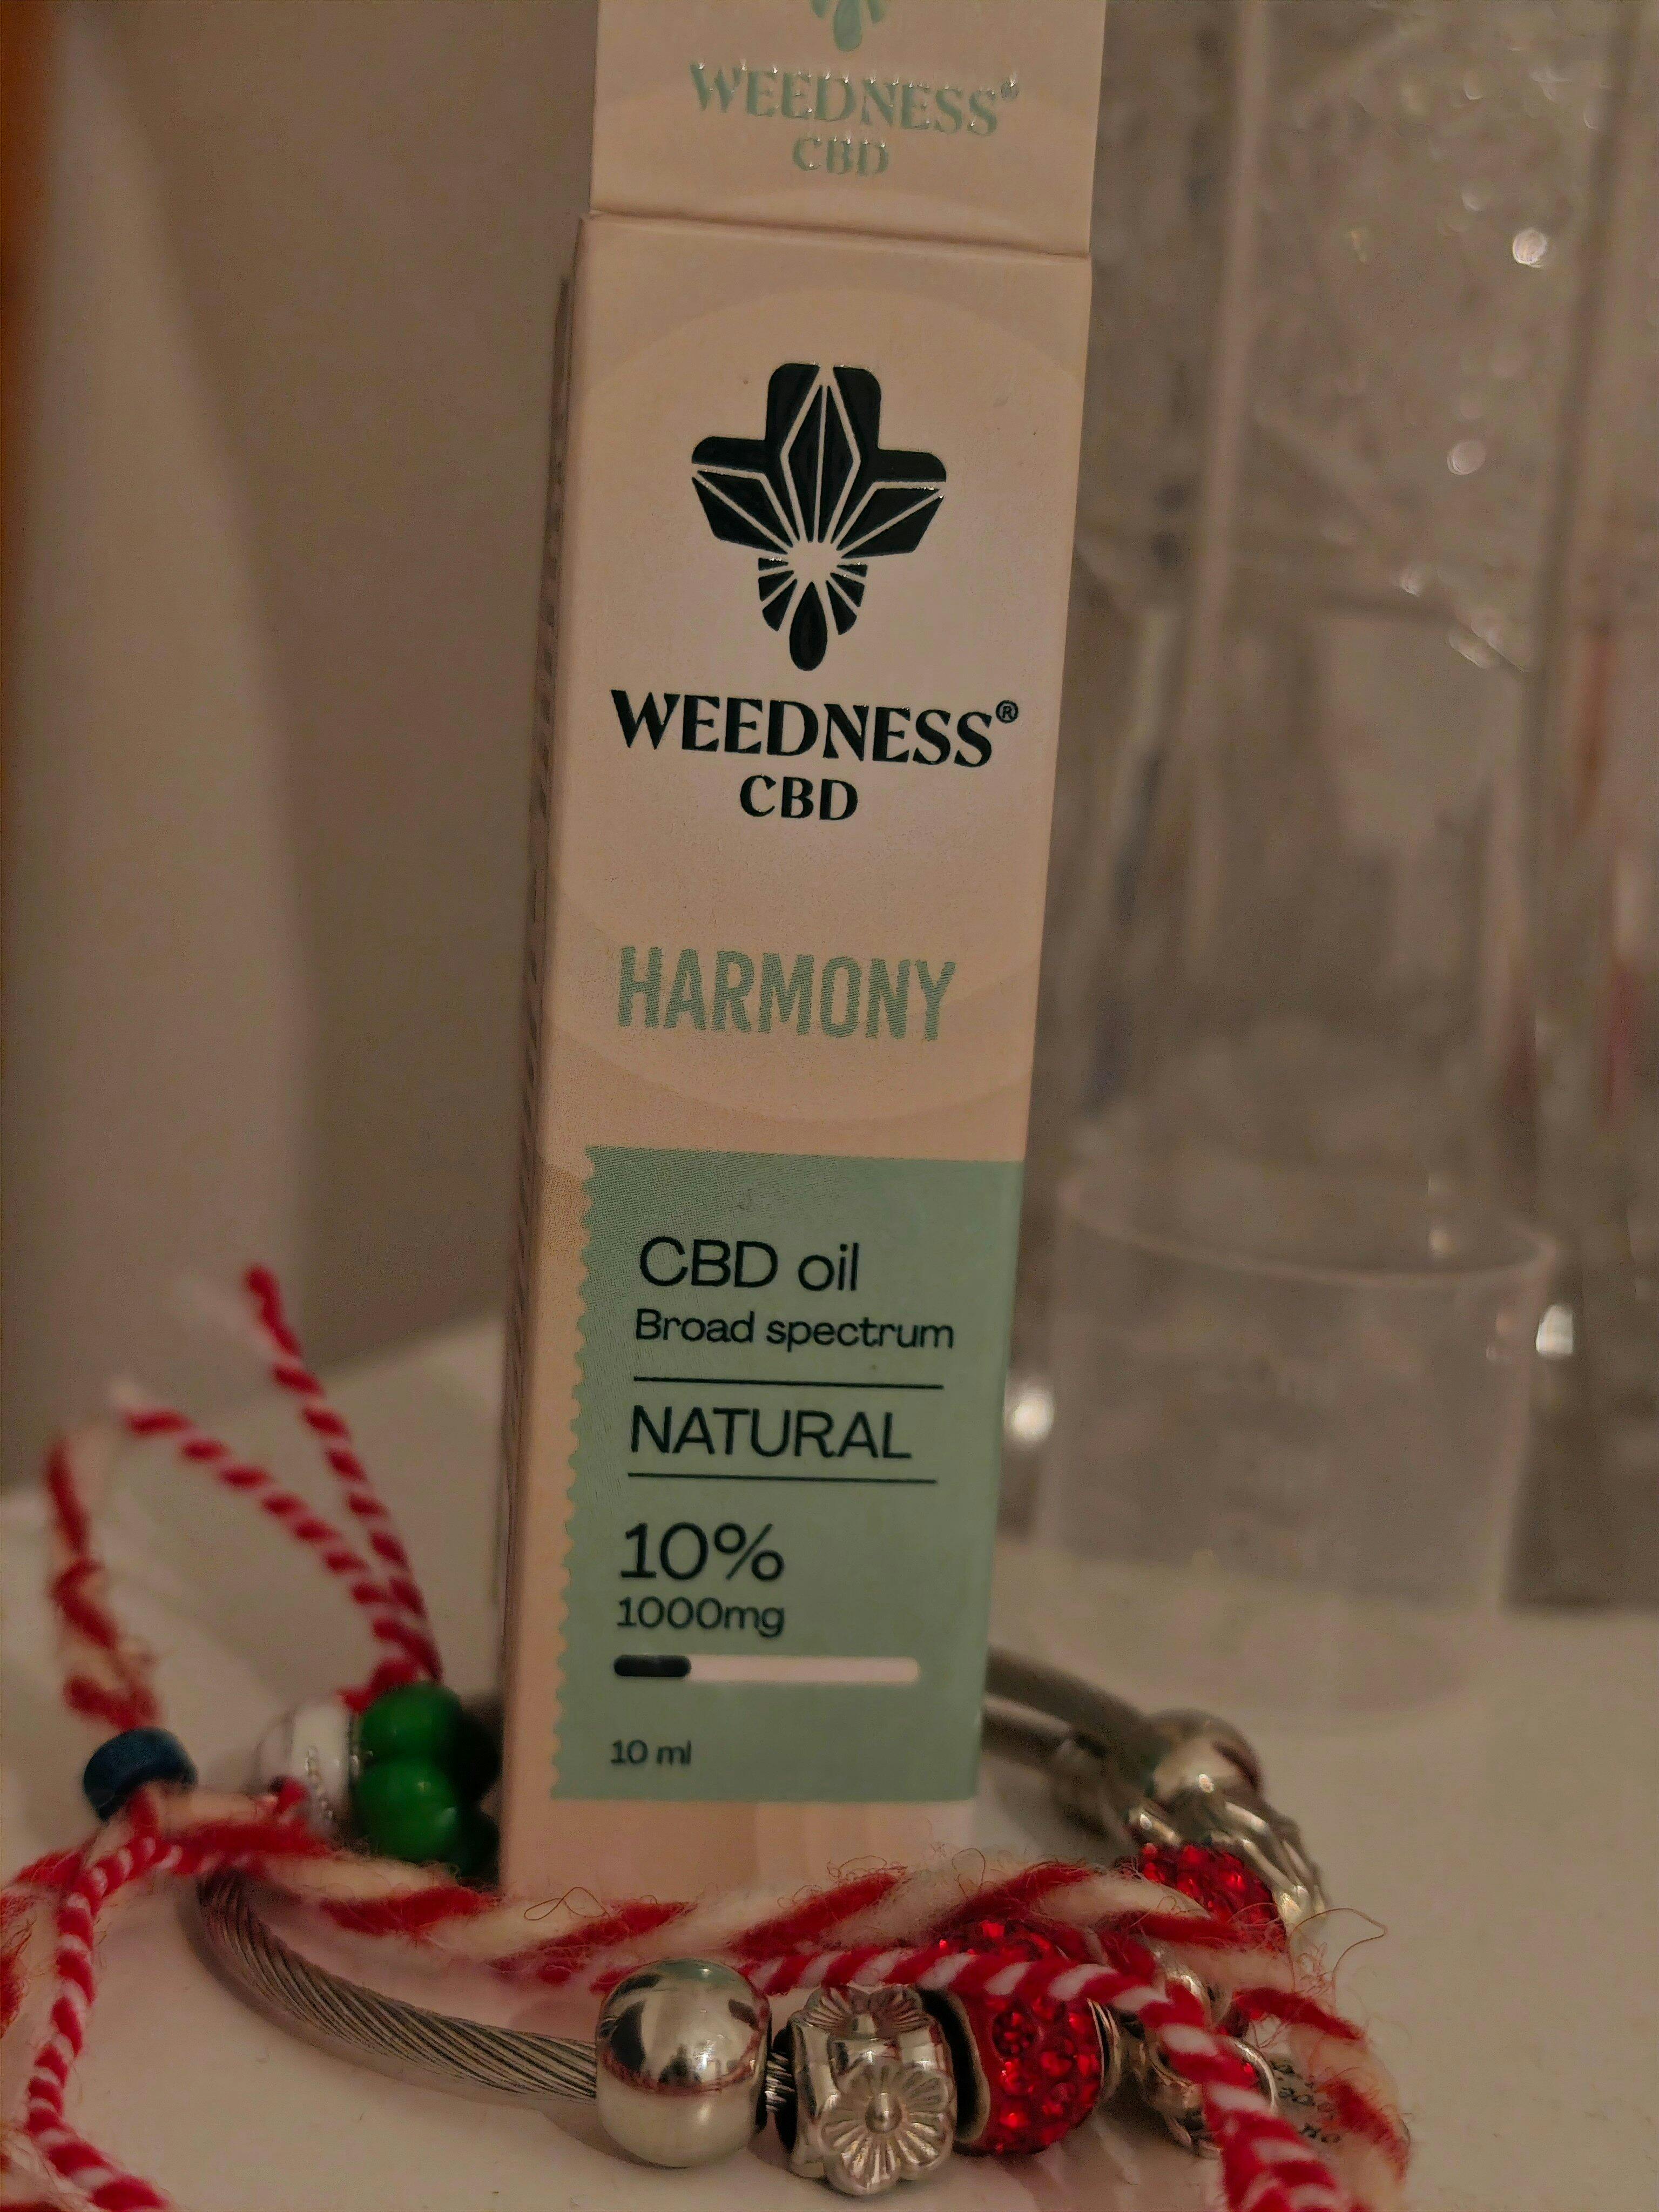 WEEDNESS®
CBD
WEEDNESS®
CBD
HARMONY
CBD oil
Broad spectrum
NATURAL
10%
1000mg
10 ml